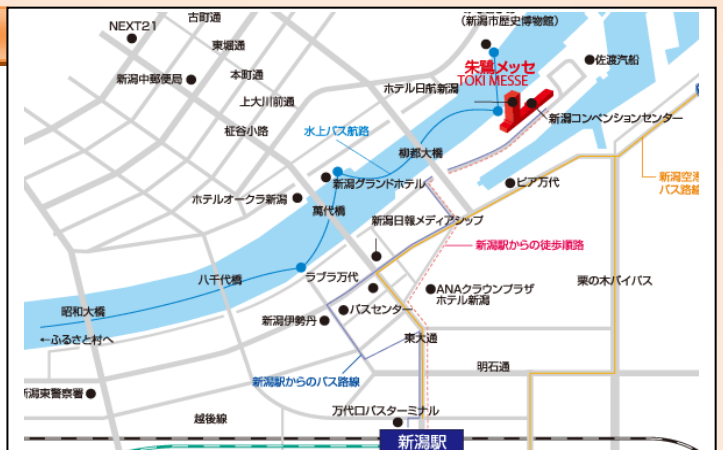 古町通
NEXT21
(新潟市歴史博物館)
東堀通
朱鷺メッセ
TOKI MESSE
佐渡汽船
新潟中郵便局
本町通
ホテル日航新潟
上大川前通
新潟コンベンションセンター
柾谷小路
水上バス航路
柳都大橋
新潟空港
バス路線
新潟グランドホテル
ピア万代
ホテルオークラ新潟
萬代橋
新潟日報メディアシップ
新潟駅からの徒歩順路
八千代橋
ラブラ万代
栗の木バイパス
ANAクラウンプラザ
ホテル新潟
昭和大橋
バスセンター
新潟伊勢丹
←ふるさと村へ
東大通
明石通
新潟駅からのバス路線
新潟東警察署
越後線
万代口バスターミナル
新潟駅